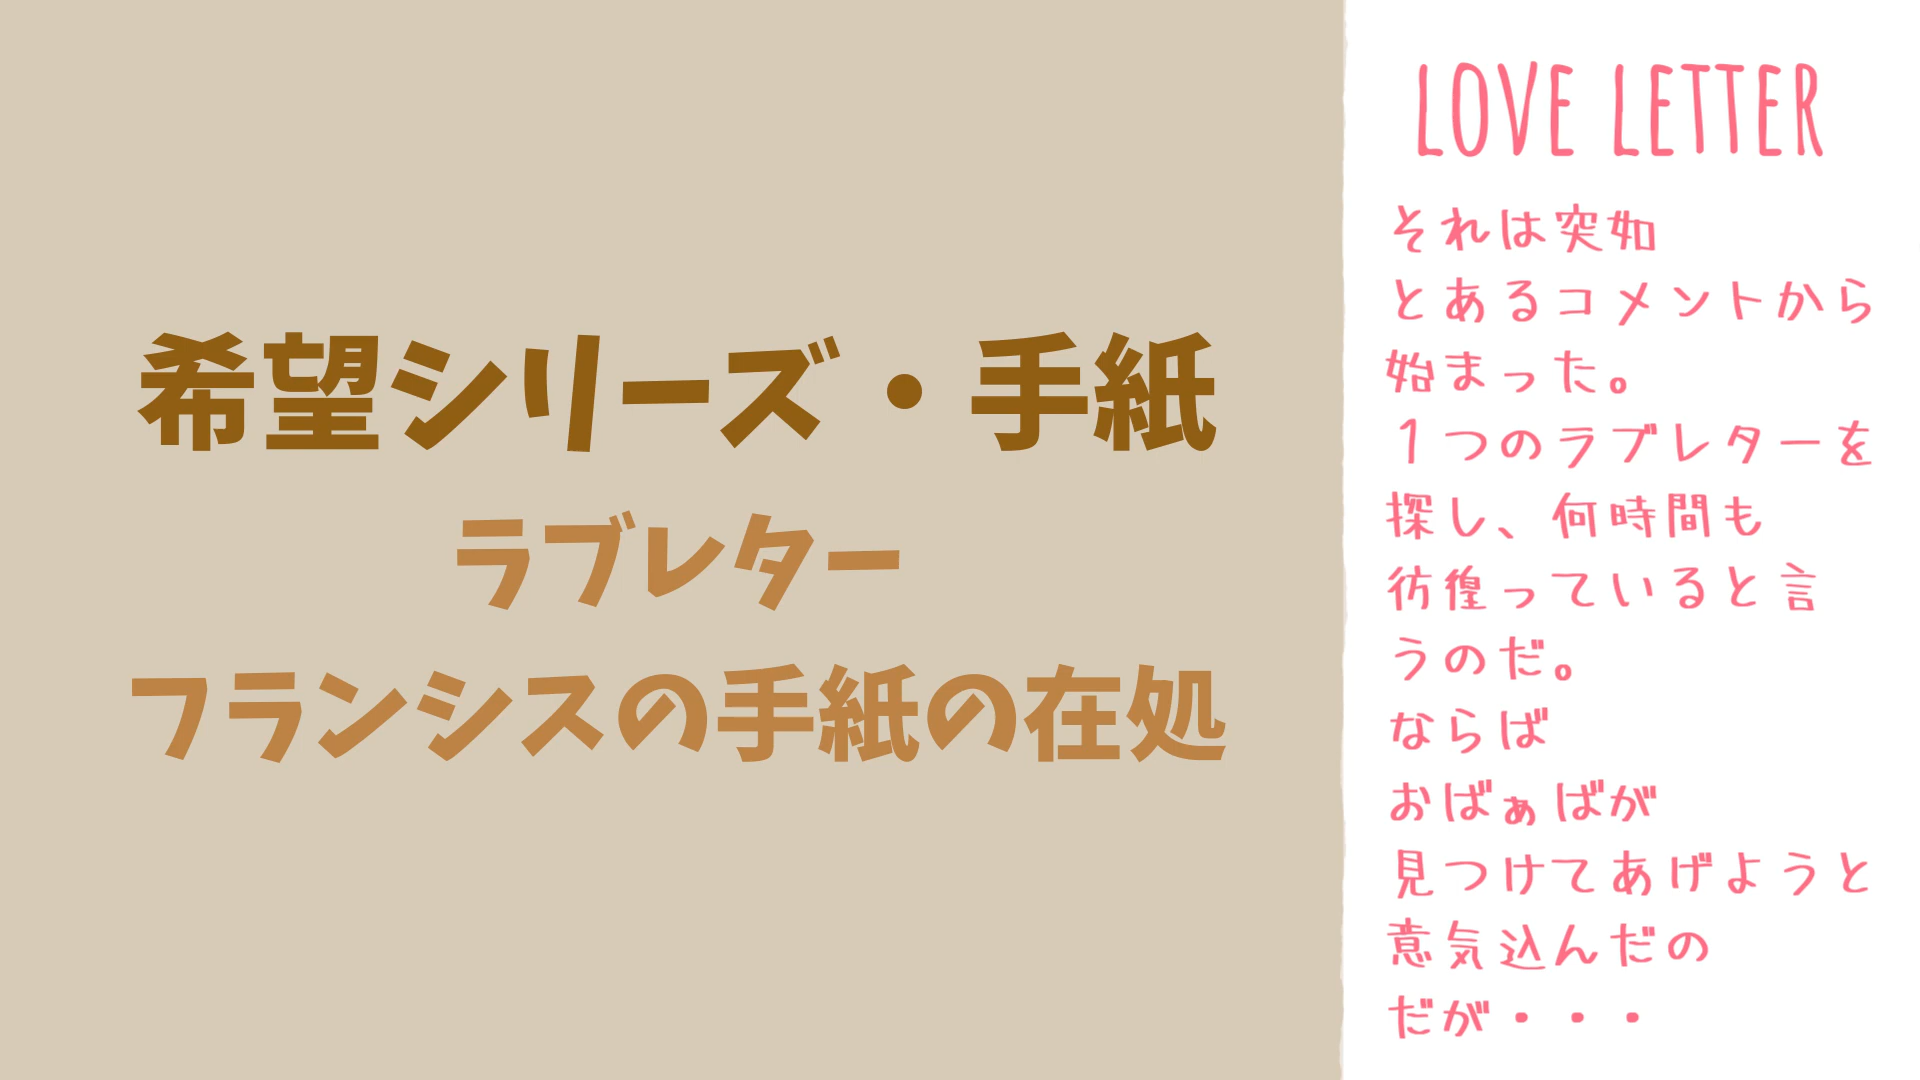 希望シリーズ・手紙
ラブレター
フランシスの手紙の在処
LOVE LETTER
それは突如
とあるコメントから
始まった。
１つのラブレターを
探し、何時間も
彷徨っていると言
うのだ。
ならば
おばぁばが
見つけてあげようと
意気込んだの
だが・・・